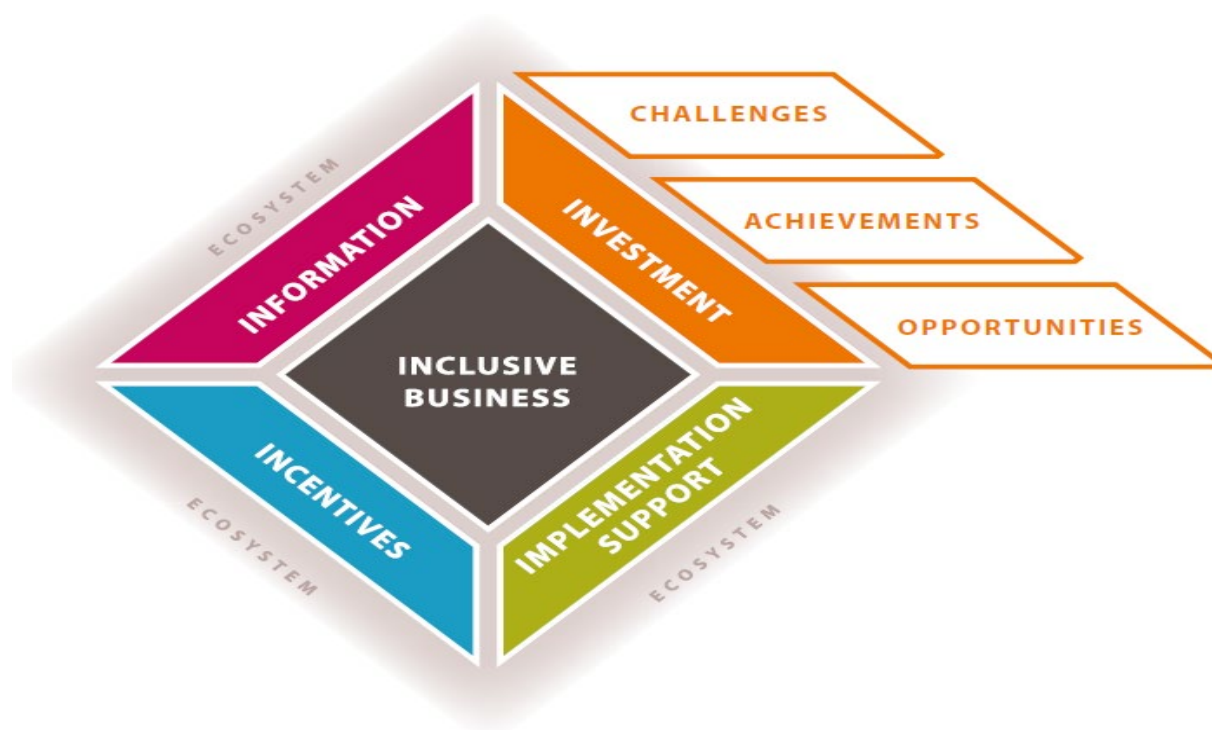 CHALLENGES
ECOSYSTEM
INFORMATION
INVESTMENT
ACHIEVEMENTS
OPPORTUNITIES
INCLUSIVE
BUSINESS
INCENTIVES
IMPLEMENTATION
SUPPORT
ECOSYSTEM
ECOSYSTEM